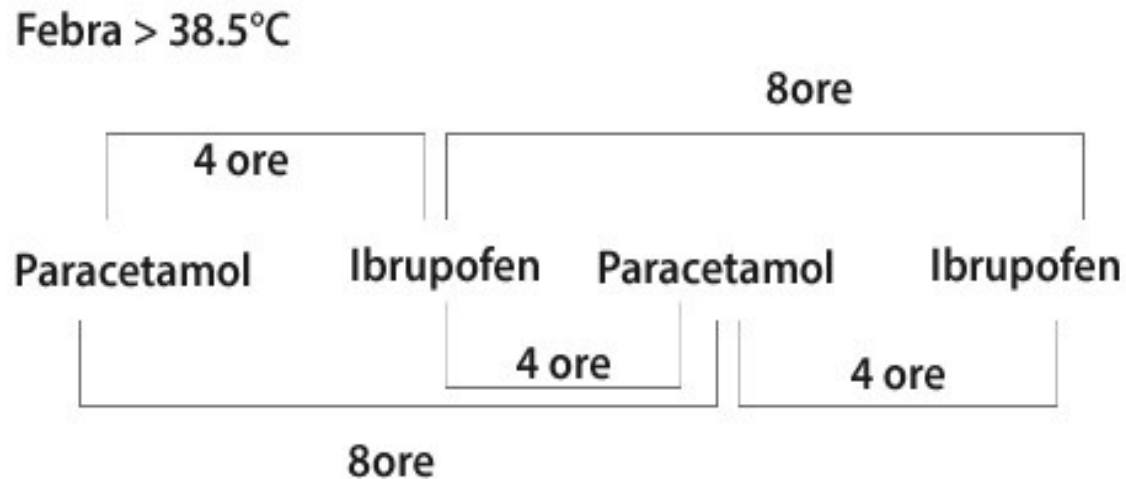 Febra > 38.5°C
8ore
4 ore
Paracetamol Ibrupofen Paracetamol Ibrupofen
4 ore 4 ore
8ore